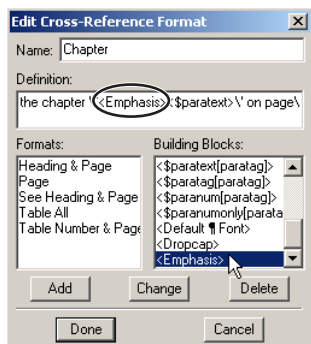 Edit Cross-Reference Format
Name: Chapter
Definition:
the chapter \'<Emphasis><$paratext>\' on page\
Formats:
Building Blocks:
Heading & Page
Page
See Heading & Page
Table All
Table Number & Page
<$paratext[paratag]>
<$paratag[paratag]>
<$paranum[paratag]>
<$paranumonly[parata
<Default ¶ Font>
<Dropcap>
<Emphasis>
Add
Change
Delete
Done
Cancel